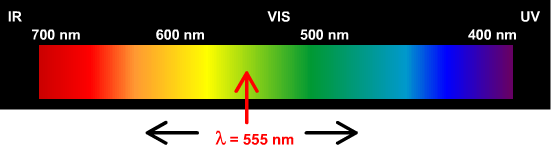 IR VIS UV
700 nm 600 nm 500 nm 400 nm
λ = 555 nm